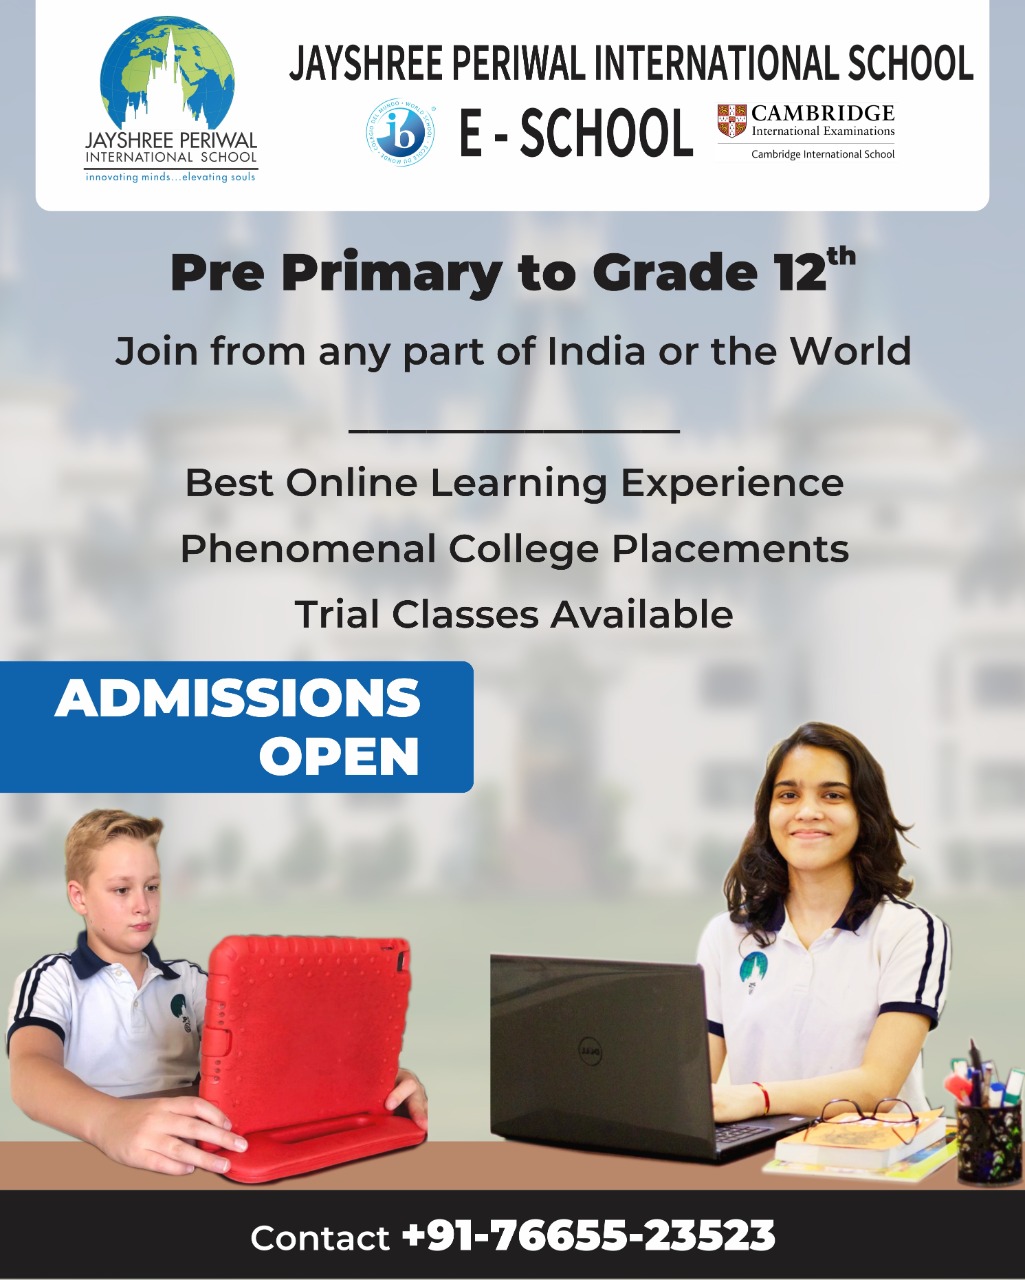 JAYSHREE PERIWAL
INTERNATIONAL SCHOOL
innovating minds...elevating souls
JAYSHREE PERIWAL INTERNATIONAL SCHOOL
ib
E - SCHOOL
CAMBRIDGE
International Examinations
Cambridge International School
Pre Primary to Grade 12th
Join from any part of India or the World
Best Online Learning Experience
Phenomenal College Placements
Trial Classes Available
ADMISSIONS
OPEN
DELL
Contact +91-76655-23523